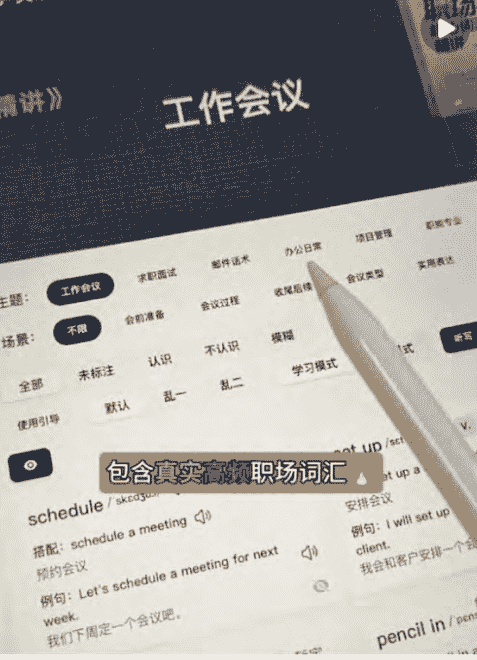 精讲》
职场
精讲
工作会议
主题：
工作会议
求职面试
邮件话术
办公日常
项目管理
职能专业
场景：
不限
会前准备
会议过程
收尾后续
会议类型
实用表达
全部
未标注
认识
不认识
模糊
听写
使用引导
默认
乱一
乱二
学习模式
包含真实高频职场词汇
schedule
搭配：schedule a meeting
预约会议
例句：Let's schedule a meeting for next
week.
我们下周定一个会议吧。
set up
v.
set up a
安排会议
例句：I will set up
client.
我会和客户安排一个会
pencil in